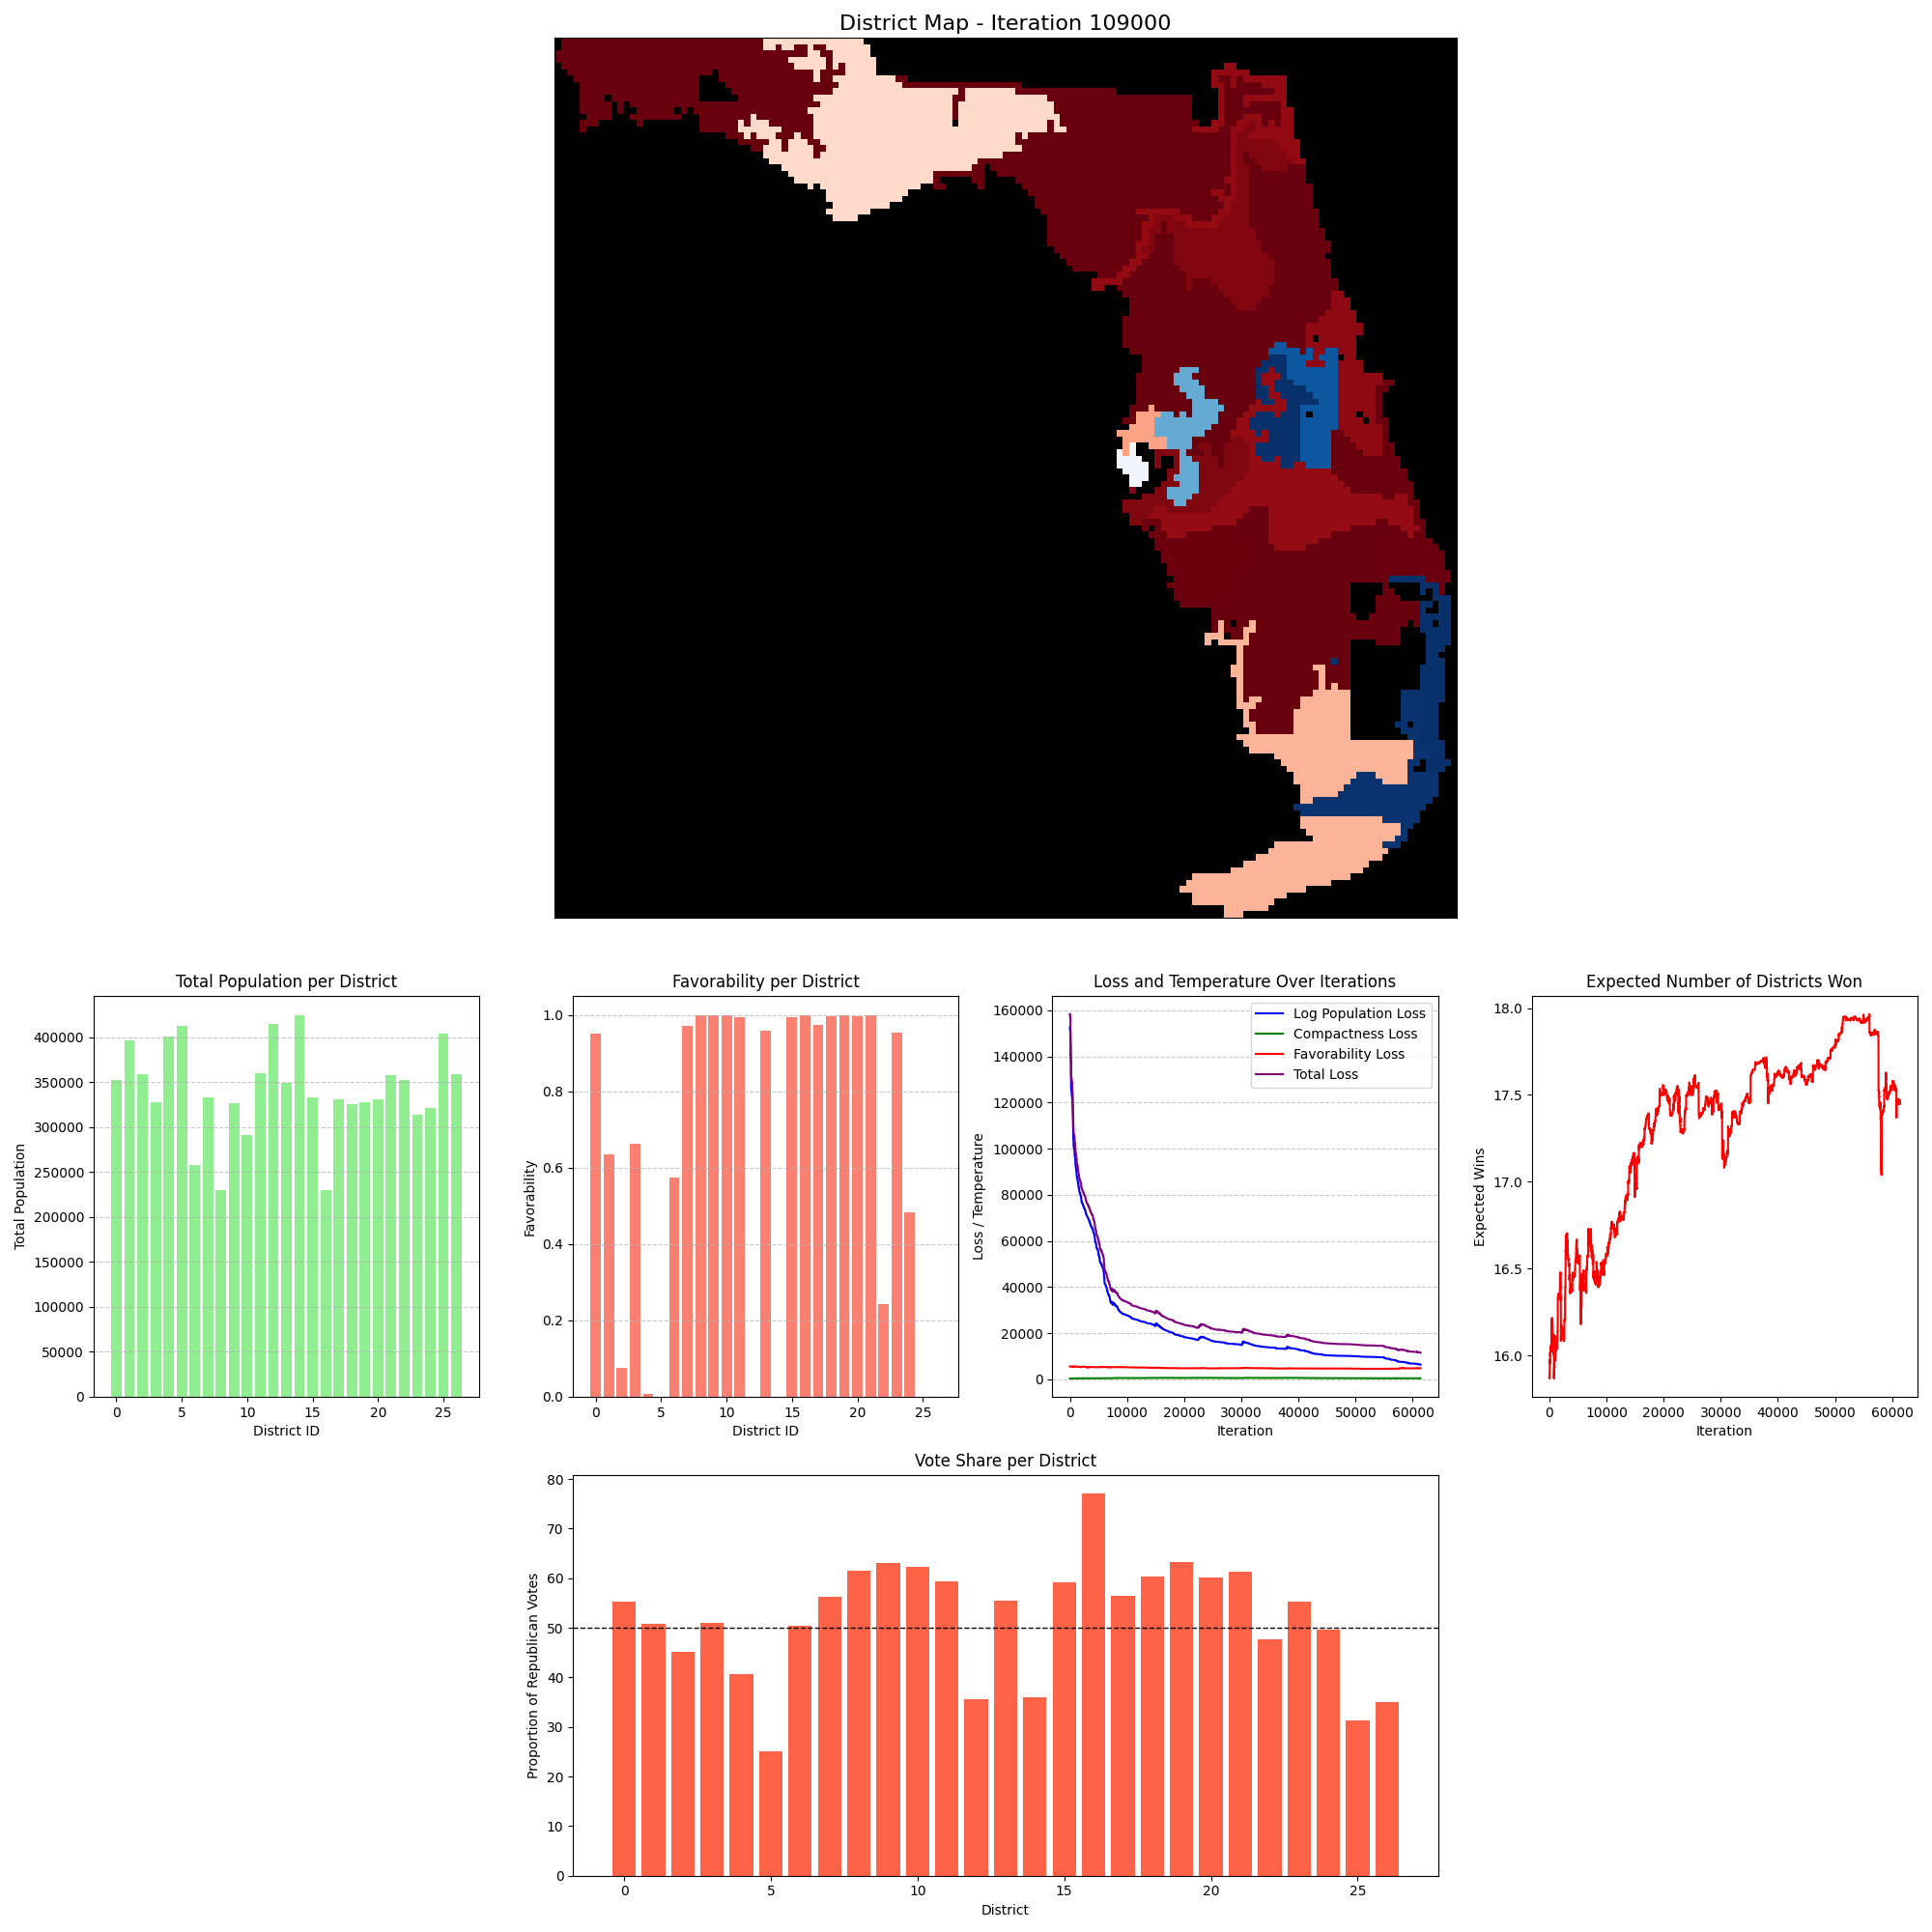 District Map - Iteration 109000
Total Population per District
Total Population
400000
350000
300000
250000
200000
150000
100000
50000
0
0 5 10 15 20 25
District ID
Favorability per District
Favorability
1.0
0.8
0.6
0.4
0.2
0.0
0 5 10 15 20 25
District ID
Loss and Temperature Over Iterations
Loss / Temperature
160000
140000
120000
100000
80000
60000
40000
20000
0
Log Population Loss
Compactness Loss
Favorability Loss
Total Loss
0 10000 20000 30000 40000 50000 60000
Iteration
Expected Number of Districts Won
Expected Wins
18.0
17.5
17.0
16.5
16.0
0 10000 20000 30000 40000 50000 60000
Iteration
Vote Share per District
Proportion of Republican Votes
80
70
60
50
40
30
20
10
0
0 5 10 15 20 25
District